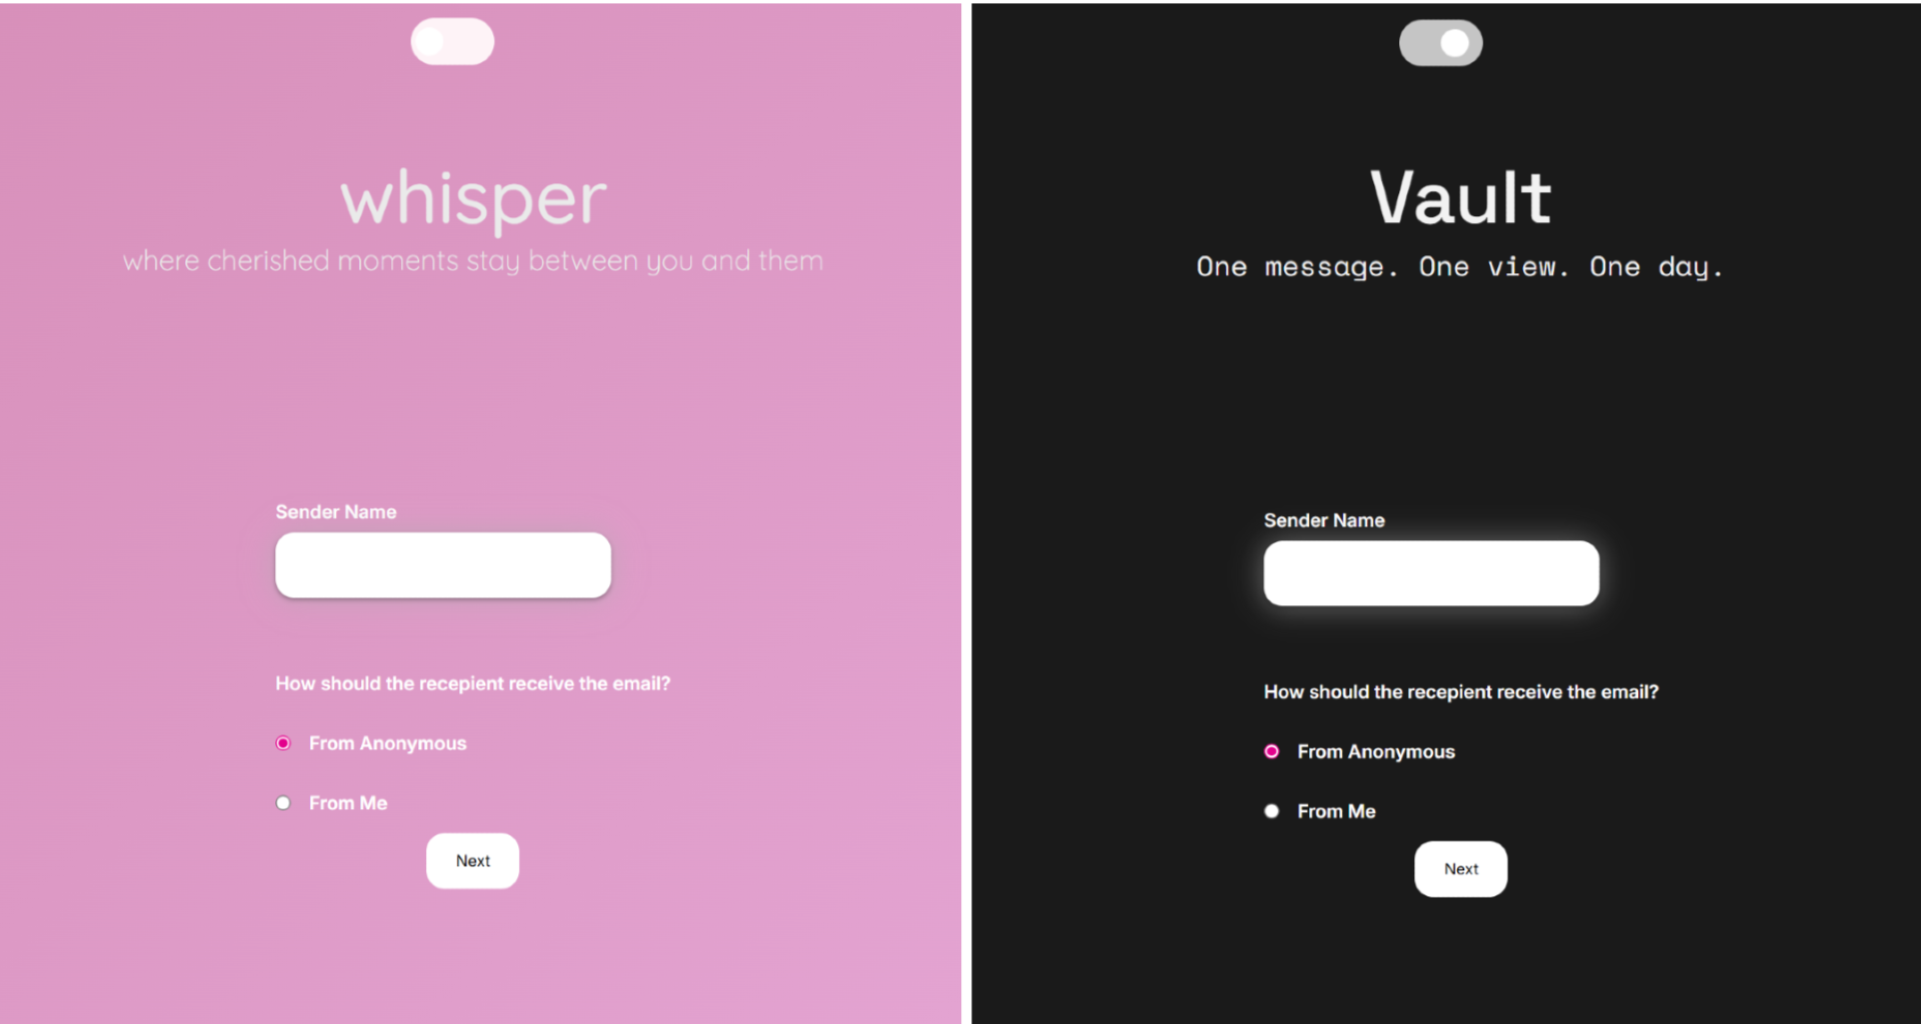 whisper
where cherished moments stay between you and them
Sender Name
How should the recepient receive the email?
From Anonymous
From Me
Next
Vault
One message. One view. One day.
Sender Name
How should the recepient receive the email?
From Anonymous
From Me
Next